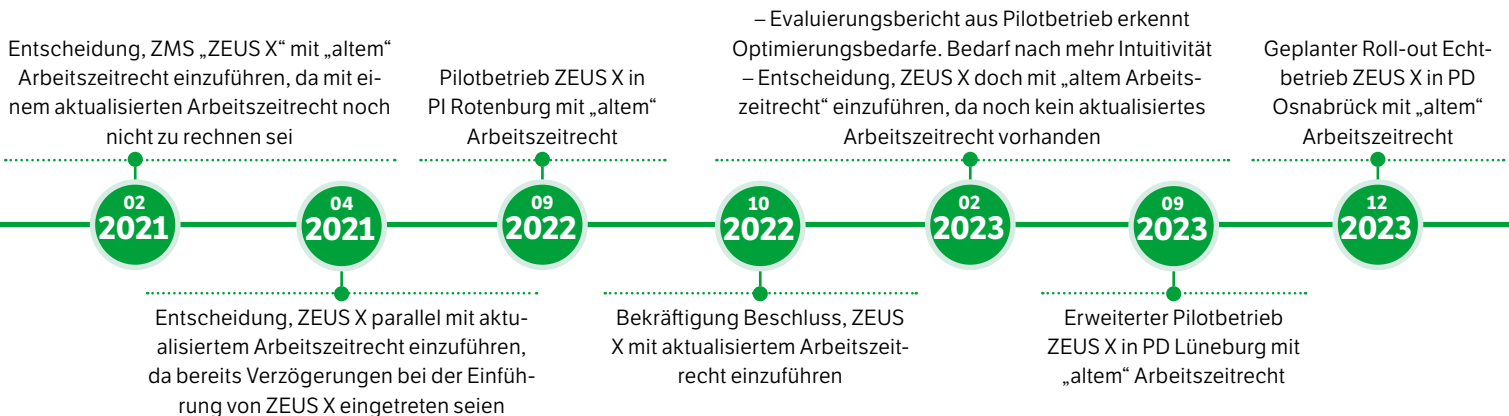 Entscheidung, ZMS „ZEUS X“ mit „altem“
Arbeitszeitrecht einzuführen, da mit ei-
nem aktualisierten Arbeitszeitrecht noch
nicht zu rechnen sei
02
2021
04
2021
Entscheidung, ZEUS X parallel mit aktu-
alisiertem Arbeitszeitrecht einzuführen,
da bereits Verzögerungen bei der Einfüh-
rung von ZEUS X eingetreten seien
Pilotbetrieb ZEUS X in
PI Rotenburg mit „altem“
Arbeitszeitrecht
09
2022
10
2022
Bekräftigung Beschluss, ZEUS
X mit aktualisiertem Arbeitszeit-
recht einzuführen
– Evaluierungsbericht aus Pilotbetrieb erkennt
Optimierungsbedarfe. Bedarf nach mehr Intuitivität
– Entscheidung, ZEUS X doch mit „altem Arbeits-
zeitrecht“ einzuführen, da noch kein aktualisiertes
Arbeitszeitrecht vorhanden
02
2023
09
2023
Erweiterter Pilotbetrieb
ZEUS X in PD Lüneburg mit
„altem“ Arbeitszeitrecht
Geplanter Roll-out Echt-
betrieb ZEUS X in PD
Osnabrück mit „altem“
Arbeitszeitrecht
12
2023